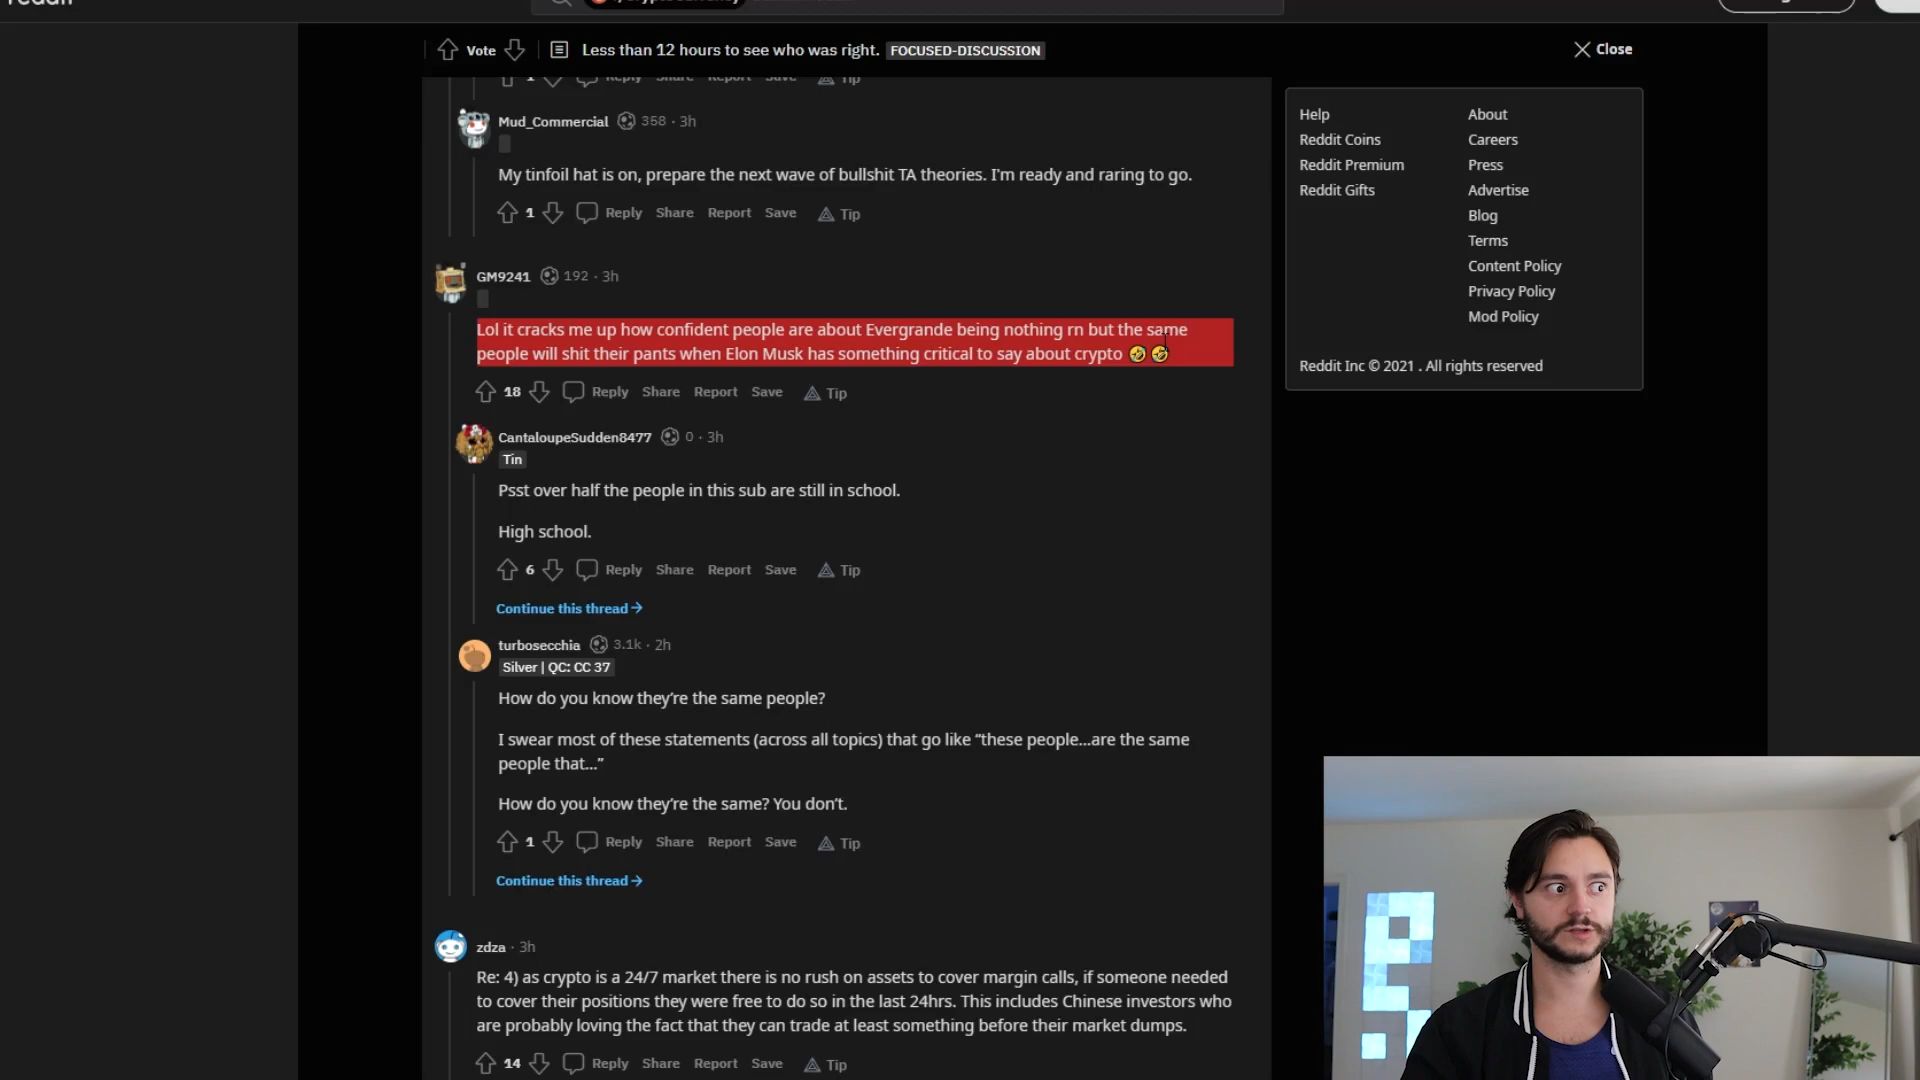 Vote
Less than 12 hours to see who was right. FOCUSED-DISCUSSION
Close
1 Reply Share Report Save Tip
Mud_Commercial 358 · 3h
My tinfoil hat is on, prepare the next wave of bullshit TA theories. I'm ready and raring to go.
1 Reply Share Report Save Tip
GM9241 192 · 3h
Lol it cracks me up how confident people are about Evergrande being nothing rn but the same
people will shit their pants when Elon Musk has something critical to say about crypto 🤣 🤣
18 Reply Share Report Save Tip
CantaloupeSudden8477 0 · 3h
Tin
Psst over half the people in this sub are still in school.
High school.
6 Reply Share Report Save Tip
Continue this thread
turbosecchia 3.1k · 2h
Silver | QC: CC 37
How do you know they're the same people?
I swear most of these statements (across all topics) that go like “these people...are the same
people that...”
How do you know they're the same? You don't.
1 Reply Share Report Save Tip
Continue this thread
zdza · 3h
Re: 4) as crypto is a 24/7 market there is no rush on assets to cover margin calls, if someone needed
to cover their positions they were free to do so in the last 24hrs. This includes Chinese investors who
are probably loving the fact that they can trade at least something before their market dumps.
14 Reply Share Report Save Tip
Help
Reddit Coins
Reddit Premium
Reddit Gifts
About
Careers
Press
Advertise
Blog
Terms
Content Policy
Privacy Policy
Mod Policy
Reddit Inc © 2021 . All rights reserved